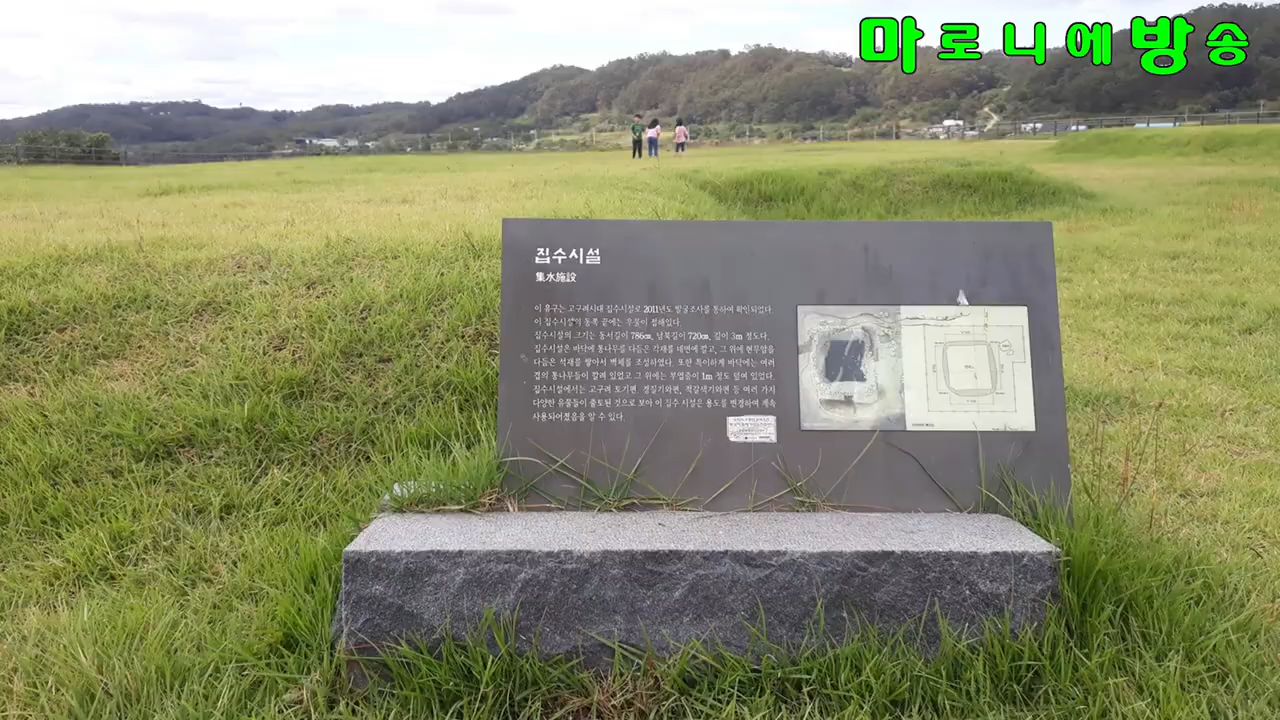 마로니에방송
집수시설
集水施設
이 유구는 고구려시대 집수시설로 2011년도 발굴조사를 통하여 확인되었다.
이 집수시설의 동쪽 끝에는 우물이 접해있다.
집수시설의 크기는 동서길이 786㎝, 남북길이 720㎝, 깊이 3m 정도다.
집수시설은 바닥에 통나무를 다듬은 각재를 네면에 깔고, 그 위에 현무암을
다듬은 석재를 쌓아서 벽체를 조성하였다. 또한 특이하게 바닥에는 여러
겹의 통나무들이 깔려 있었고 그 위에는 부엽층이 1m 정도 덮여 있었다.
집수시설에서는 고구려 토기편, 경질기와편, 적갈색기와편 등 여러 가지
다양한 유물들이 출토된 것으로 보아 이 집수 시설은 용도를 변경하여 계속
사용되어졌음을 알 수 있다.